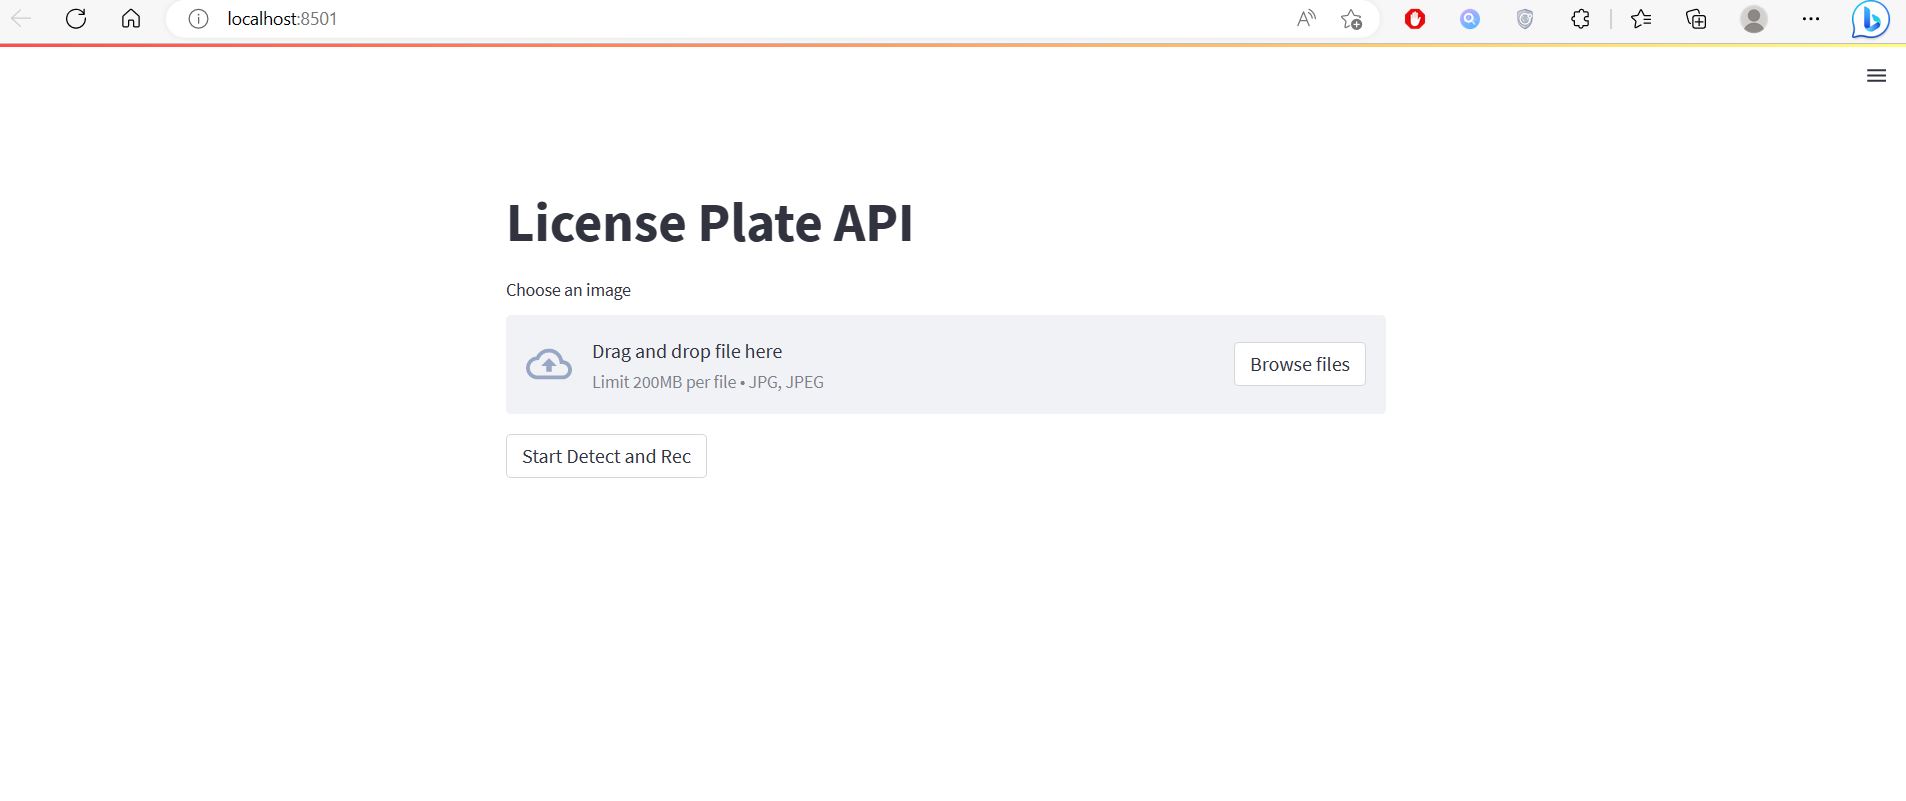 localhost:8501
License Plate API
Choose an image
Drag and drop file here
Limit 200MB per file • JPG, JPEG
Browse files
Start Detect and Rec